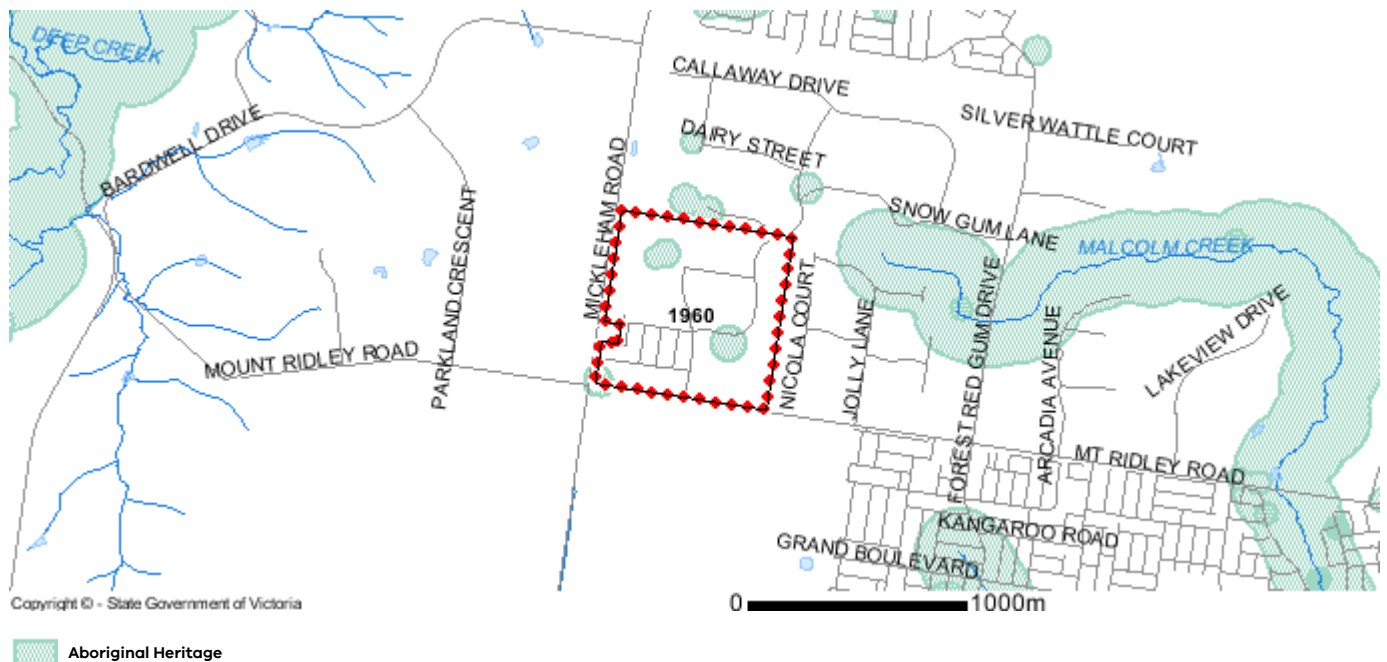 DEEP CREEK
CALLAWAY DRIVE
SILVER WATTLE COURT
BARDWELL DRIVE
DAIRY STREET
MICKLEHAM ROAD
PARKLAND CRESCENT
SNOW GUM LANE
MALCOLM CREEK
1960
NICOLA COURT
JOLLY LANE
FOREST RED GUM DRIVE
ARCADIA AVENUE
LAKEVIEW DRIVE
MOUNT RIDLEY ROAD
MT RIDLEY ROAD
KANGAROO ROAD
GRAND BOULEVARD
Copyright © - State Government of Victoria
0 1000m
Aboriginal Heritage